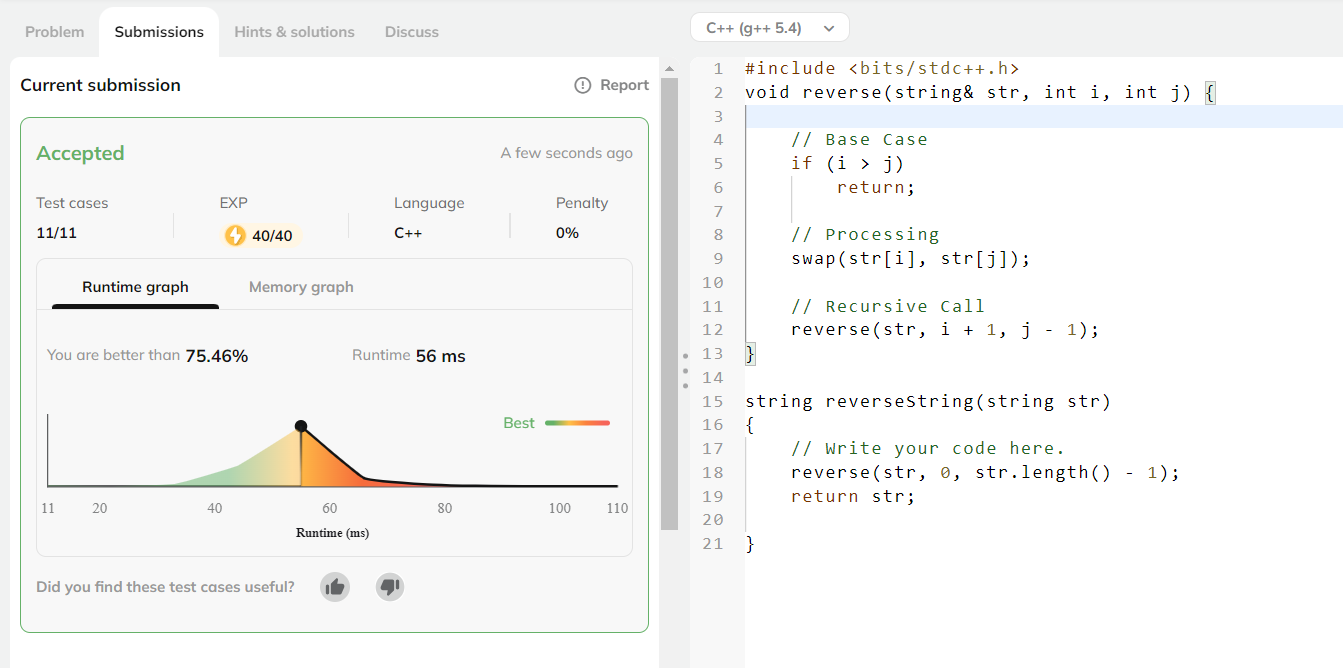 Problem Submissions Hints & solutions Discuss
Current submission
Report
Accepted
A few seconds ago
Test cases EXP Language Penalty
11/11 40/40 C++ 0%
Runtime graph Memory graph
You are better than 75.46% Runtime 56 ms
Best
11 20 40 60 80 100 110
Runtime (ms)
Did you find these test cases useful?
C++ (g++ 5.4)
1 #include <bits/stdc++.h>
2 void reverse(string& str, int i, int j) {
3
4 // Base Case
5 if (i > j)
6 return;
7
8 // Processing
9 swap(str[i], str[j]);
10
11 // Recursive Call
12 reverse(str, i + 1, j - 1);
13 }
14
15 string reverseString(string str)
16 {
17 // Write your code here.
18 reverse(str, 0, str.length() - 1);
19 return str;
20
21 }